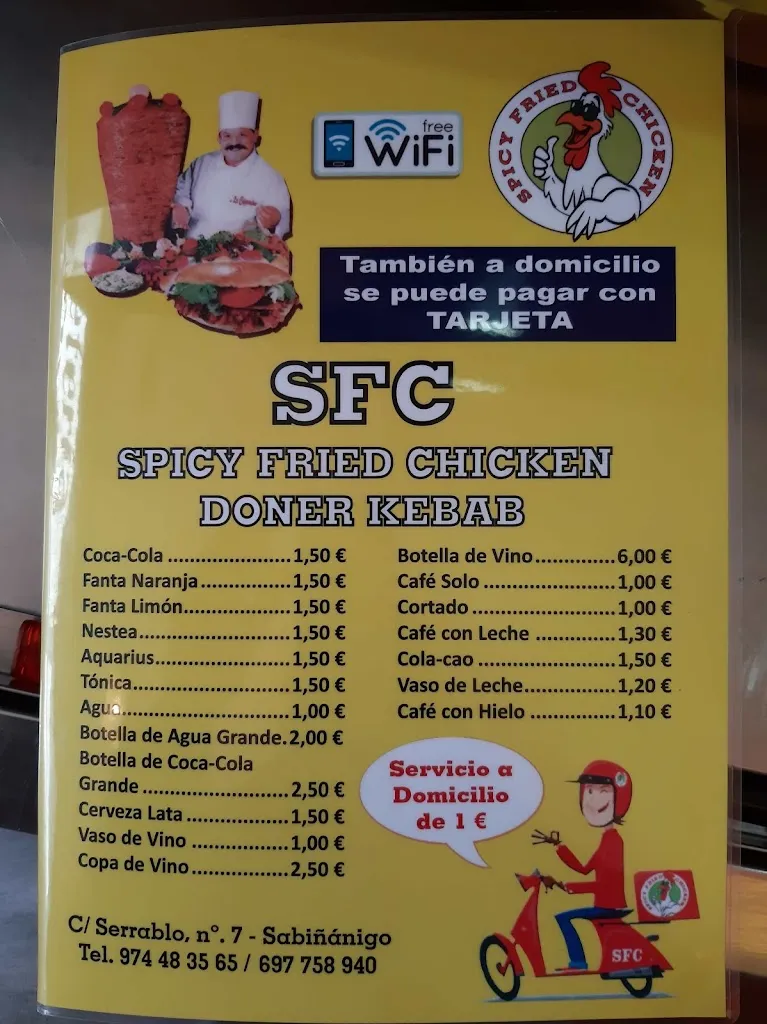 free
WiFi
SPICY FRIED CHICKEN
También a domicilio
se puede pagar con
TARJETA
SFC
SPICY FRIED CHICKEN
DONER KEBAB
Coca-Cola ......................1,50 €
Fanta Naranja................1,50 €
Fanta Limón...................1,50 €
Nestea...........................1,50 €
Aquarius........................1,50 €
Tónica............................1,50 €
Agua..............................1,00 €
Botella de Agua Grande.2,00 €
Botella de Coca-Cola
Grande ..........................2,50 €
Cerveza Lata ..................1,50 €
Vaso de Vino .................1,00 €
Copa de Vino.................2,50 €
Botella de Vino..............6,00 €
Café Solo .......................1,00 €
Cortado .........................1,00 €
Café con Leche ..............1,30 €
Cola-cao ........................1,50 €
Vaso de Leche................1,20 €
Café con Hielo ...............1,10 €
Servicio a
Domicilio
de 1 €
SFC
C/ Serrablo, nº. 7 - Sabiñánigo
Tel. 974 48 35 65 / 697 758 940